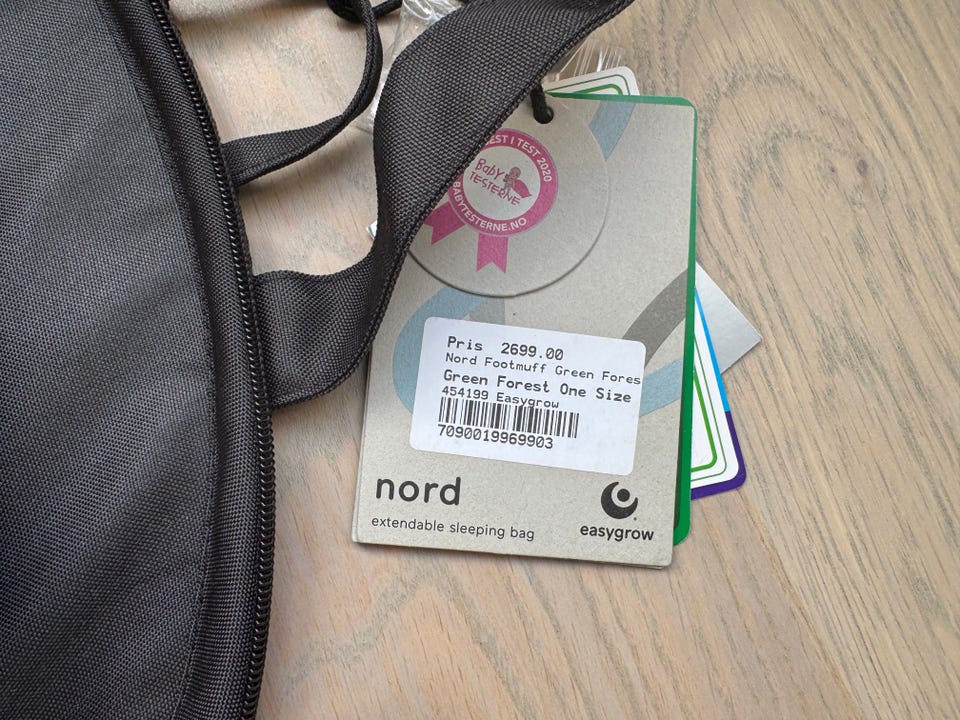 EST I TEST 2020
Baby
TESTERNE
BABYTESTERNE.NO
Pris 2699.00
Nord Footmuff Green Fores
Green Forest One Size
454199 Easygrow
7090019969903
nord
extendable sleeping bag
easygrow